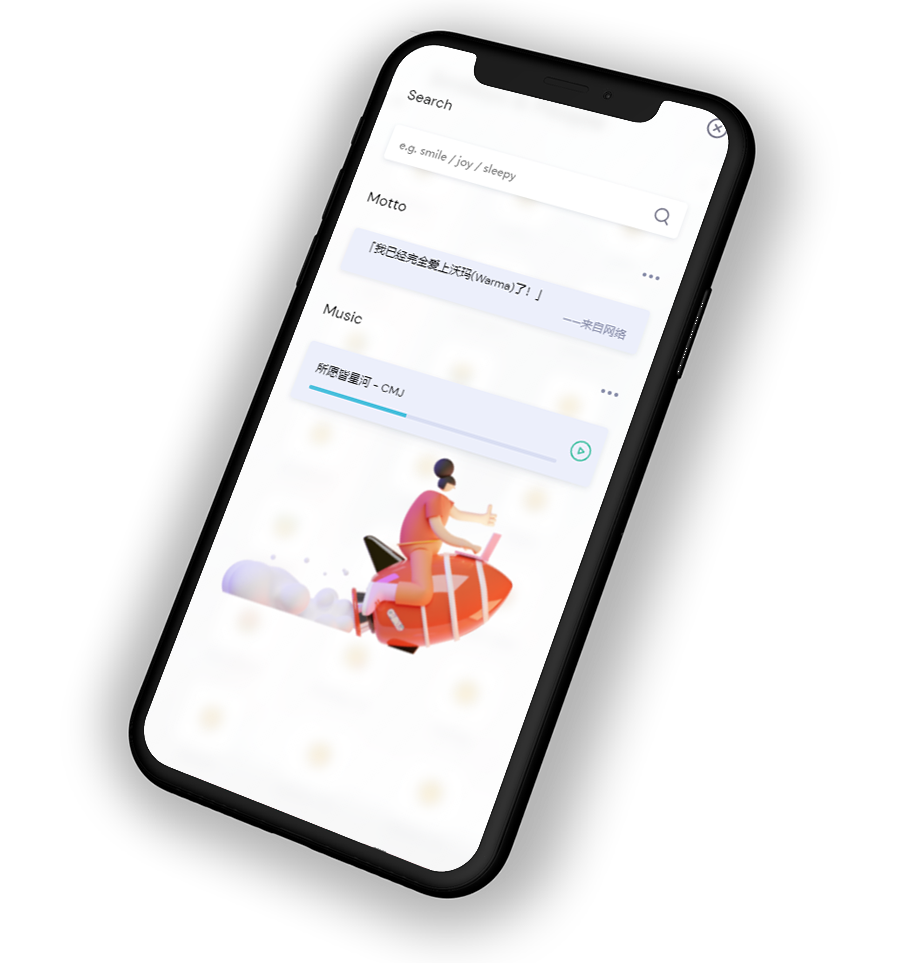 Search
e.g. smile / joy / sleepy
Motto
「我已经完全爱上沃玛(Warma)了！」
——来自网络
Music
所愿皆星河 - CMJ